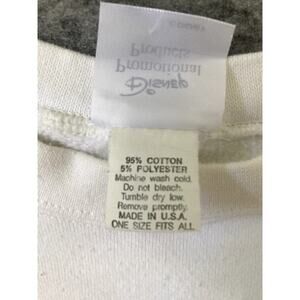 Disney
Promotional
Products
95% COTTON
5% POLYESTER
Machine wash cold.
Do not bleach.
Tumble dry low.
Remove promptly.
MADE IN U.S.A.
ONE SIZE FITS ALL